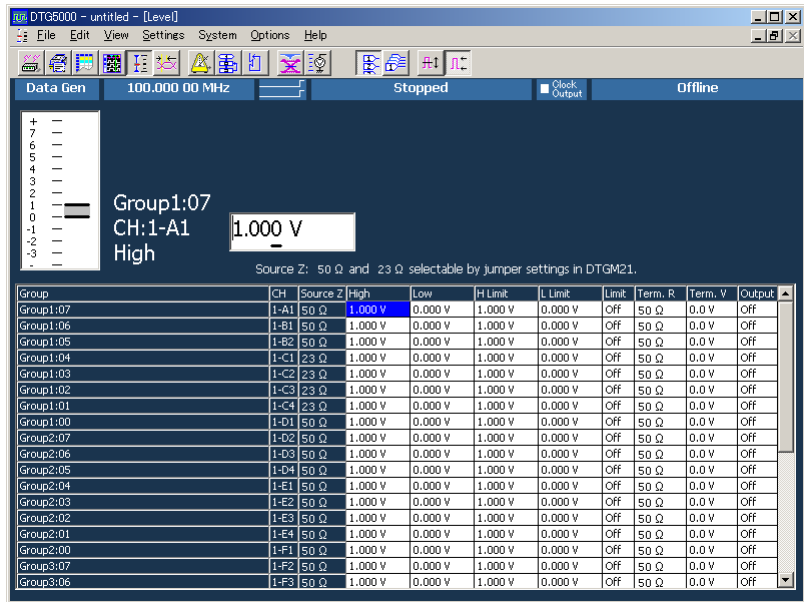 DTG5000 - untitled - [Level]
File Edit View Settings System Options Help
Data Gen 100.000 00 MHz Stopped Clock Output Offline
+
7
6
5
4
3
2
1
0
-1
-2
-3
-
Group1:07
CH:1-A1
High
1.000 V
Source Z: 50 Ω and 23 Ω selectable by jumper settings in DTGM21.
Group CH Source Z High Low H Limit L Limit Limit Term. R Term. V Output
Group1:07 1-A1 50 Ω 1.000 V 0.000 V 1.000 V 0.000 V Off 50 Ω 0.0 V Off
Group1:06 1-B1 50 Ω 1.000 V 0.000 V 1.000 V 0.000 V Off 50 Ω 0.0 V Off
Group1:05 1-B2 50 Ω 1.000 V 0.000 V 1.000 V 0.000 V Off 50 Ω 0.0 V Off
Group1:04 1-C1 23 Ω 1.000 V 0.000 V 1.000 V 0.000 V Off 50 Ω 0.0 V Off
Group1:03 1-C2 23 Ω 1.000 V 0.000 V 1.000 V 0.000 V Off 50 Ω 0.0 V Off
Group1:02 1-C3 23 Ω 1.000 V 0.000 V 1.000 V 0.000 V Off 50 Ω 0.0 V Off
Group1:01 1-C4 23 Ω 1.000 V 0.000 V 1.000 V 0.000 V Off 50 Ω 0.0 V Off
Group1:00 1-D1 50 Ω 1.000 V 0.000 V 1.000 V 0.000 V Off 50 Ω 0.0 V Off
Group2:07 1-D2 50 Ω 1.000 V 0.000 V 1.000 V 0.000 V Off 50 Ω 0.0 V Off
Group2:06 1-D3 50 Ω 1.000 V 0.000 V 1.000 V 0.000 V Off 50 Ω 0.0 V Off
Group2:05 1-D4 50 Ω 1.000 V 0.000 V 1.000 V 0.000 V Off 50 Ω 0.0 V Off
Group2:04 1-E1 50 Ω 1.000 V 0.000 V 1.000 V 0.000 V Off 50 Ω 0.0 V Off
Group2:03 1-E2 50 Ω 1.000 V 0.000 V 1.000 V 0.000 V Off 50 Ω 0.0 V Off
Group2:02 1-E3 50 Ω 1.000 V 0.000 V 1.000 V 0.000 V Off 50 Ω 0.0 V Off
Group2:01 1-E4 50 Ω 1.000 V 0.000 V 1.000 V 0.000 V Off 50 Ω 0.0 V Off
Group2:00 1-F1 50 Ω 1.000 V 0.000 V 1.000 V 0.000 V Off 50 Ω 0.0 V Off
Group3:07 1-F2 50 Ω 1.000 V 0.000 V 1.000 V 0.000 V Off 50 Ω 0.0 V Off
Group3:06 1-F3 50 Ω 1.000 V 0.000 V 1.000 V 0.000 V Off 50 Ω 0.0 V Off